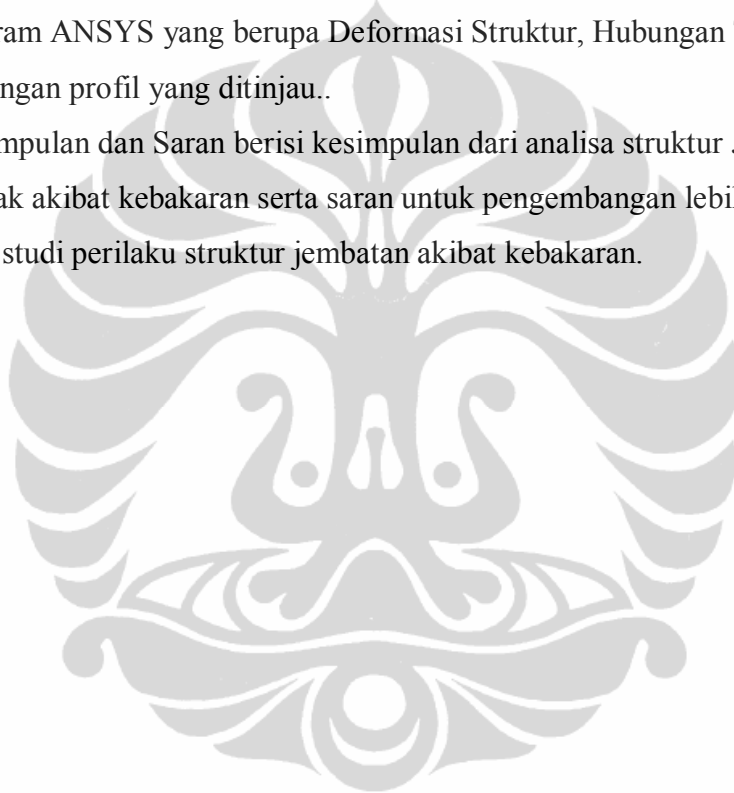 ram ANSYS yang berupa Deformasi Struktur, Hubungan
ngan profil yang ditinjau..
mpulan dan Saran berisi kesimpulan dari analisa struktur
ak akibat kebakaran serta saran untuk pengembangan lebih
studi perilaku struktur jembatan akibat kebakaran.